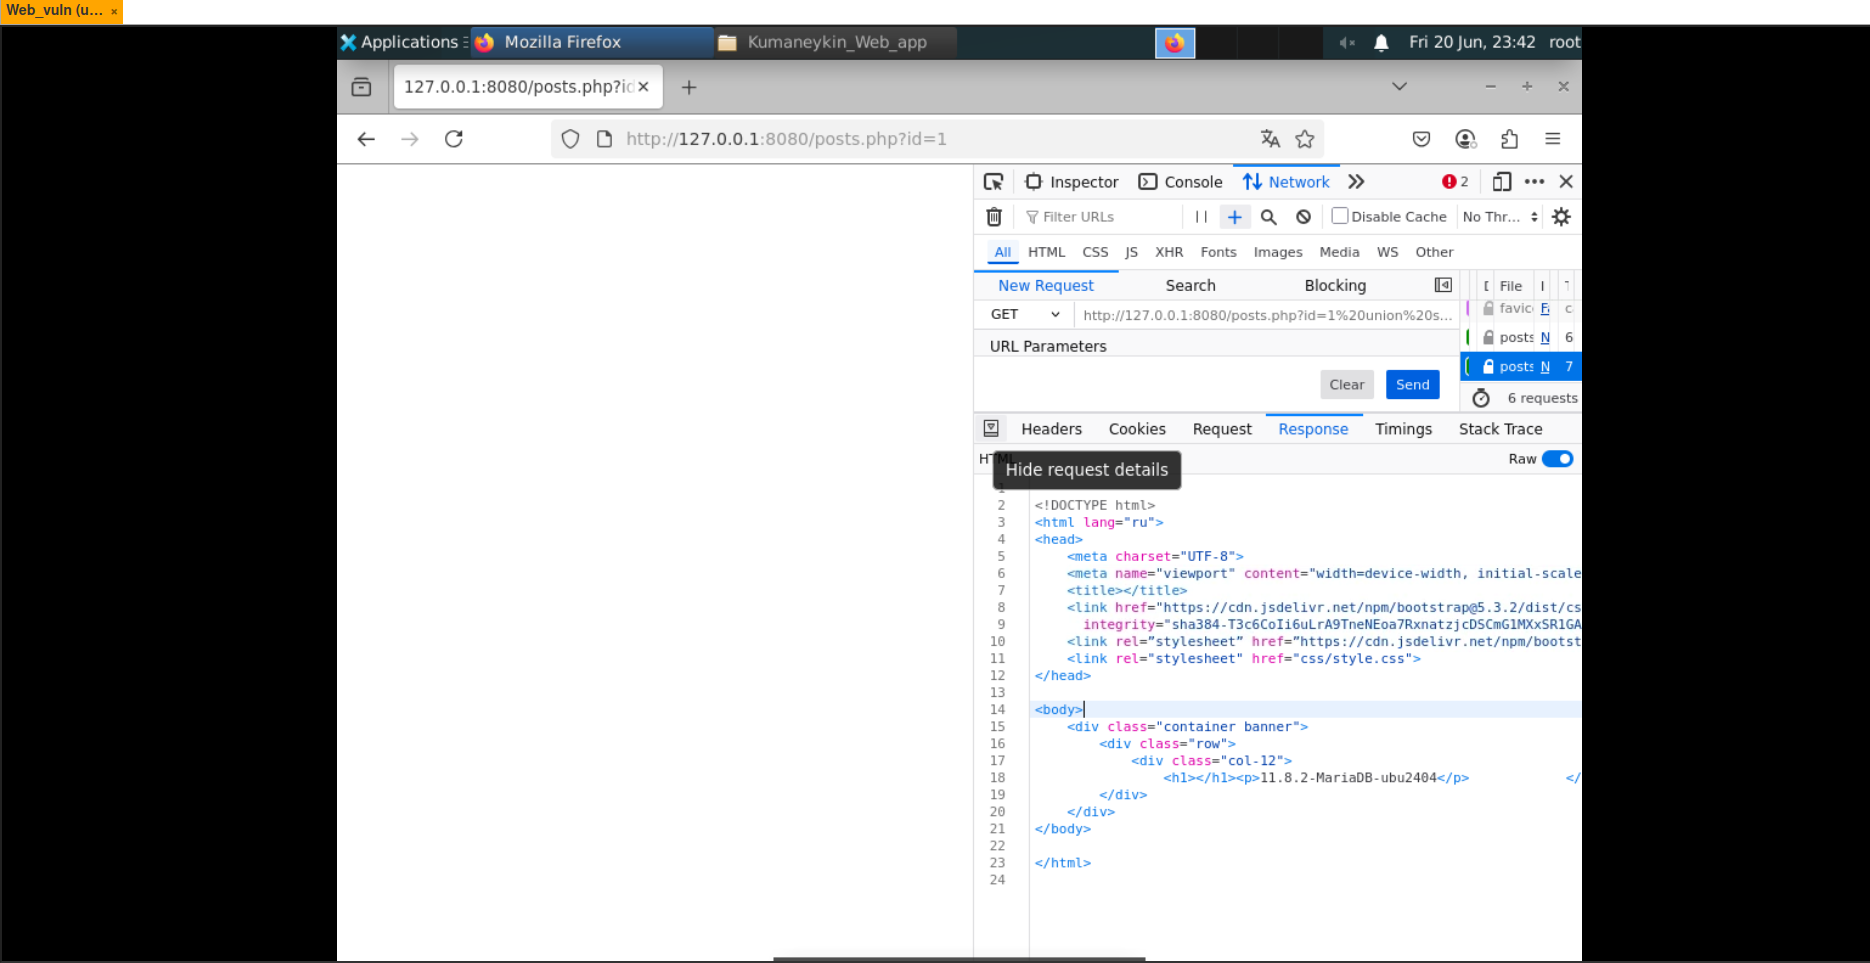 Web_vuln (u... ×
Applications Mozilla Firefox Kumaneykin_Web_app Fri 20 Jun, 23:42 root
127.0.0.1:8080/posts.php?id
http://127.0.0.1:8080/posts.php?id=1
Inspector Console Network 2
Filter URLs Disable Cache No Thr...
All HTML CSS JS XHR Fonts Images Media WS Other
New Request Search Blocking File
GET http://127.0.0.1:8080/posts.php?id=1%20union%20s... favic
URL Parameters posts N 6
Clear Send posts N 7
6 requests
Headers Cookies Request Response Timings Stack Trace
Raw
Hide request details
1
2 <!DOCTYPE html>
3 <html lang="ru">
4 <head>
5 <meta charset="UTF-8">
6 <meta name="viewport" content="width=device-width, initial-scale
7 <title></title>
8 <link href="https://cdn.jsdelivr.net/npm/bootstrap@5.3.2/dist/cs
9 integrity="sha384-T3c6CoIi6uLrA9TneNEoa7RxnatzjcDSCmG1MXxSR1GA
10 <link rel=”stylesheet” href=”https://cdn.jsdelivr.net/npm/bootst
11 <link rel="stylesheet" href="css/style.css">
12 </head>
13
14 <body>
15 <div class="container banner">
16 <div class="row">
17 <div class="col-12">
18 <h1></h1><p>11.8.2-MariaDB-ubu2404</p> </
19 </div>
20 </div>
21 </body>
22
23 </html>
24